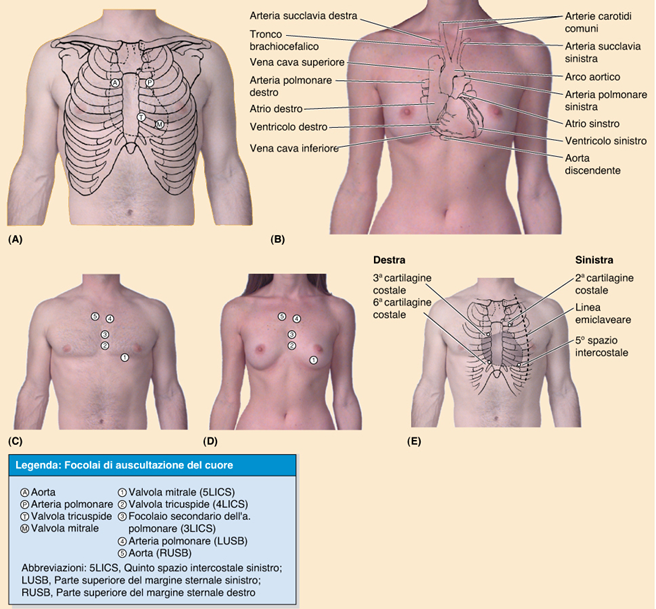 A
P
T
M
(A)
Arteria succlavia destra
Tronco
brachiocefalico
Vena cava superiore
Arteria polmonare
destro
Atrio destro
Ventricolo destro
Vena cava inferiore
Arterie carotidi
comuni
Arteria succlavia
sinistra
Arco aortico
Arteria polmonare
sinistra
Atrio sinstro
Ventricolo sinistro
Aorta
discendente
(B)
5 4
3
2
1
(C)
5 4
3
2
1
(D)
Destra
3ª cartilagine
costale
6ª cartilagine
costale
Sinistra
2ª cartilagine
costale
Linea
emiclaveare
5º spazio
intercostale
(E)
Legenda: Focolai di auscultazione del cuore
A Aorta
P Arteria polmonare
T Valvola tricuspide
M Valvola mitrale
1 Valvola mitrale (5LICS)
2 Valvola tricuspide (4LICS)
3 Focolaio secondario dell'a.
polmonare (3LICS)
4 Arteria polmonare (LUSB)
5 Aorta (RUSB)
Abbreviazioni: 5LICS, Quinto spazio intercostale sinistro;
LUSB, Parte superiore del margine sternale sinistro;
RUSB, Parte superiore del margine sternale destro